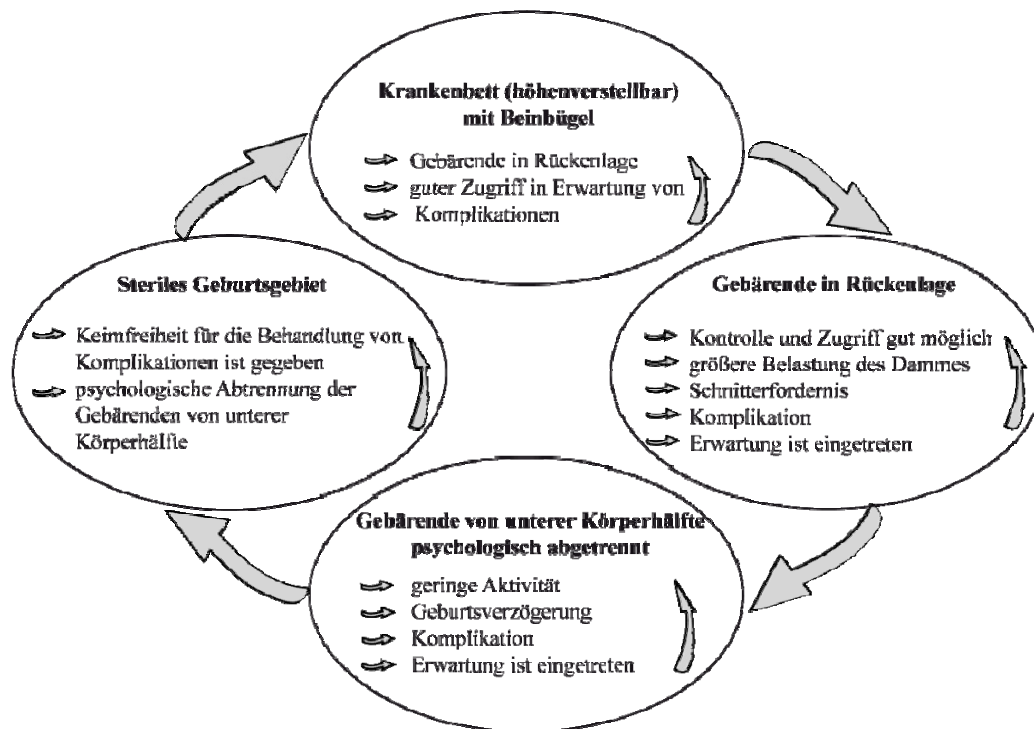 Krankenbett (höhenverstellbar)
mit Beinbügel
Gebärende in Rückenlage
guter Zugriff in Erwartung von
Komplikationen
Gebärende in Rückenlage
Kontrolle und Zugriff gut möglich
größere Belastung des Dammes
Schnitterfordernis
Komplikation
Erwartung ist eingetreten
Gebärende von unterer Körperhälfte
psychologisch abgetrennt
geringe Aktivität
Geburtsverzögerung
Komplikation
Erwartung ist eingetreten
Steriles Geburtsgebiet
Keimfreiheit für die Behandlung von
Komplikationen ist gegeben
psychologische Abtrennung der
Gebärenden von unterer
Körperhälfte